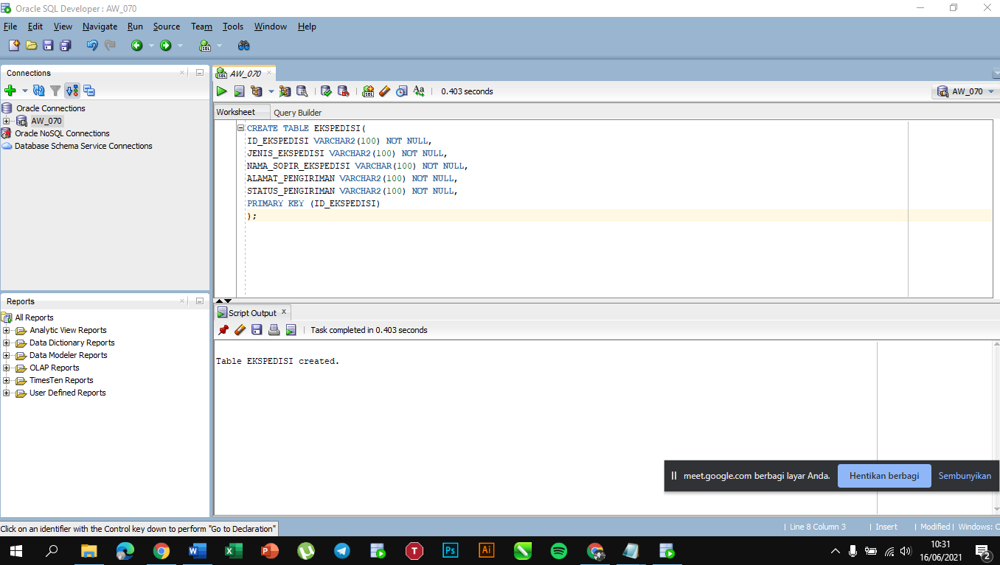 Oracle SQL Developer : AW_070
File Edit View Navigate Run Source Team Tools Window Help
Connections
Oracle Connections
AW_070
Oracle NoSQL Connections
Database Schema Service Connections
Reports
All Reports
Analytic View Reports
Data Dictionary Reports
Data Modeler Reports
OLAP Reports
TimesTen Reports
User Defined Reports
AW_070
0.403 seconds
AW_070
Worksheet Query Builder
CREATE TABLE EKSPEDISI(
ID_EKSPEDISI VARCHAR2(100) NOT NULL,
JENIS_EKSPEDISI VARCHAR2(100) NOT NULL,
NAMA_SOPIR_EKSPEDISI VARCHAR(100) NOT NULL,
ALAMAT_PENGIRIMAN VARCHAR2(100) NOT NULL,
STATUS_PENGIRIMAN VARCHAR2(100) NOT NULL,
PRIMARY KEY (ID_EKSPEDISI)
);
Script Output x
Task completed in 0.403 seconds
Table EKSPEDISI created.
meet.google.com berbagi layar Anda. Hentikan berbagi Sembunyikan
Click on an identifier with the Control key down to perform "Go to Declaration"
Line 8 Column 3 | Insert | Modified | Windows: C
10:31
16/06/2021
2